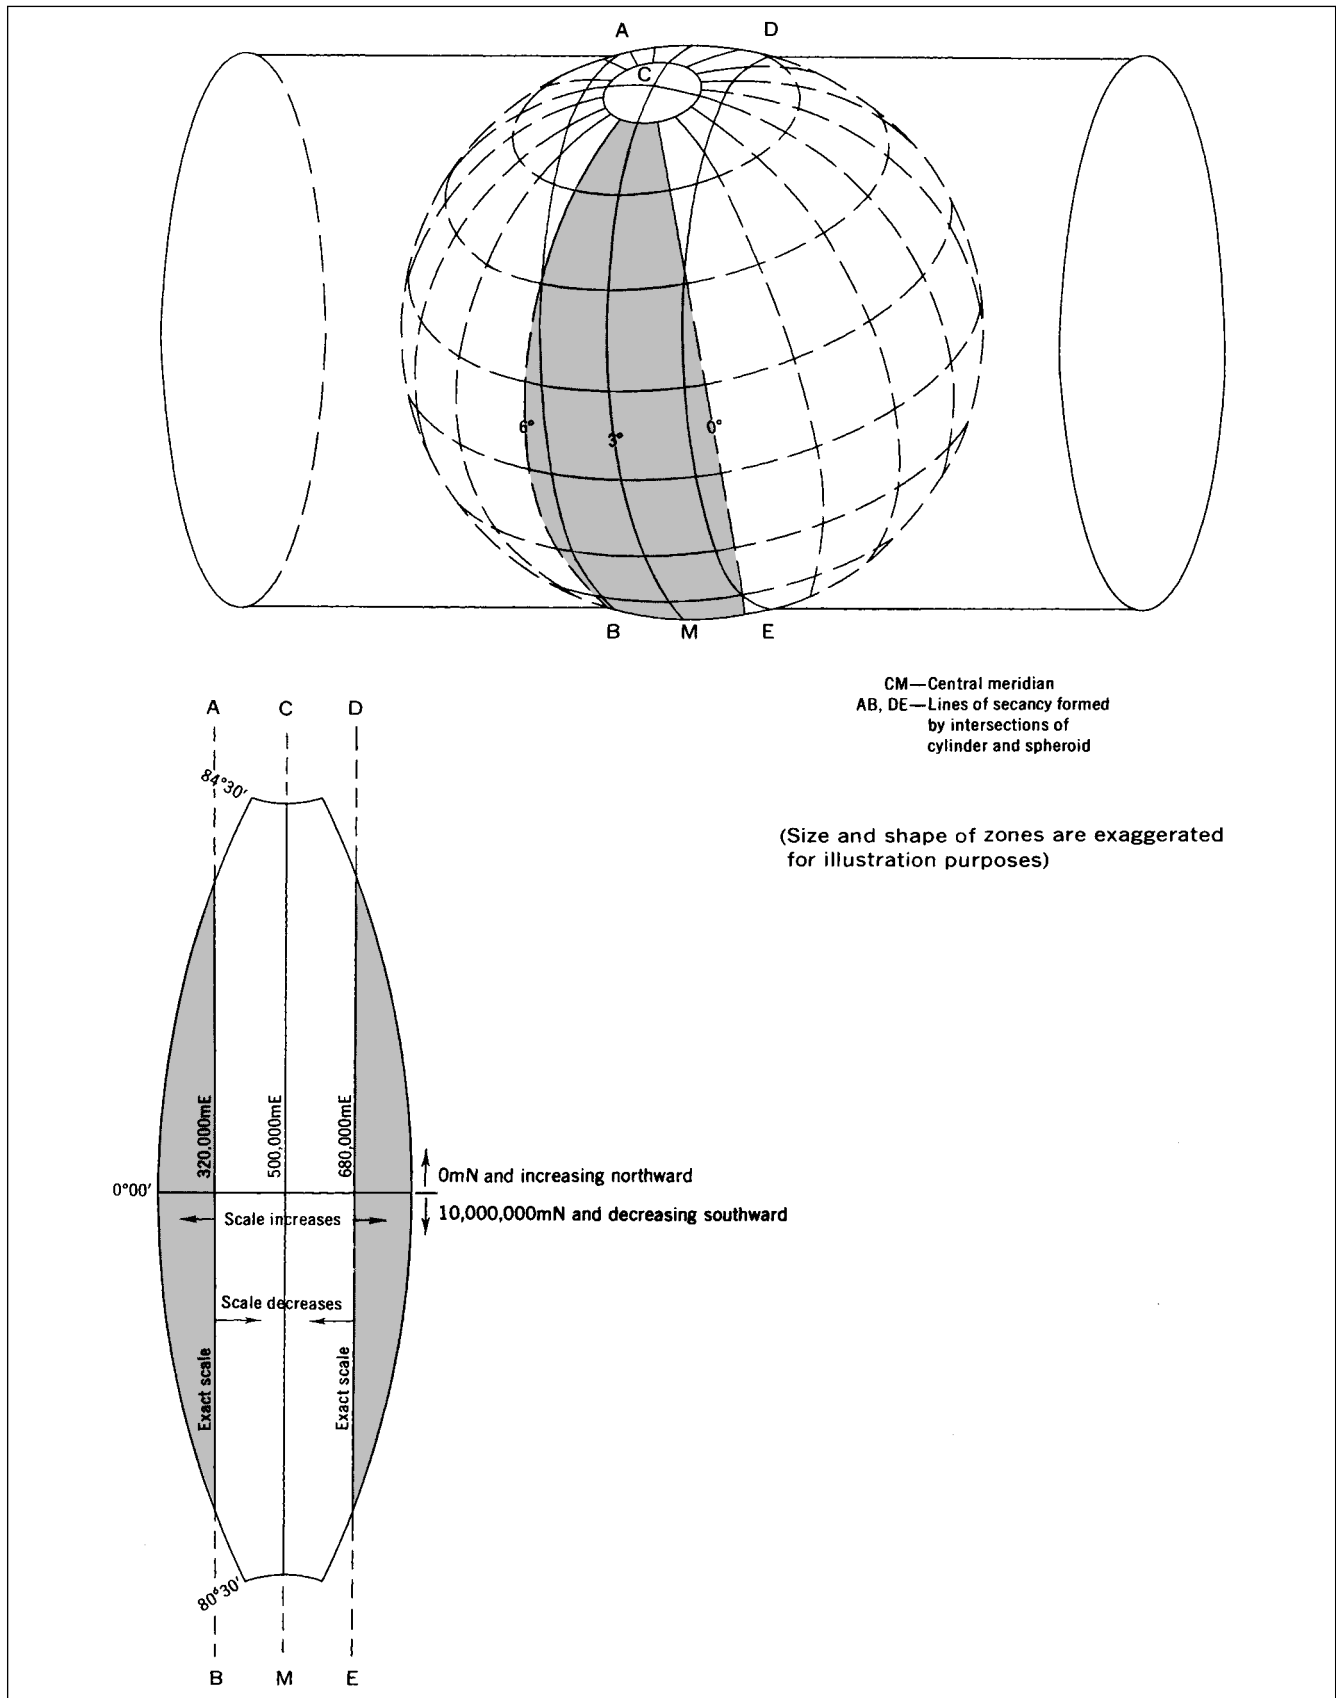 A D
C
6° 3° 0°
B M E
CM—Central meridian
AB, DE—Lines of secancy formed
by intersections of
cylinder and spheroid
A C D
84°30′
(Size and shape of zones are exaggerated
for illustration purposes)
320,000mE
500,000mE
680,000mE
0°00′
0mN and increasing northward
10,000,000mN and decreasing southward
Scale increases
Scale decreases
Exact scale
Exact scale
80°30′
B M E